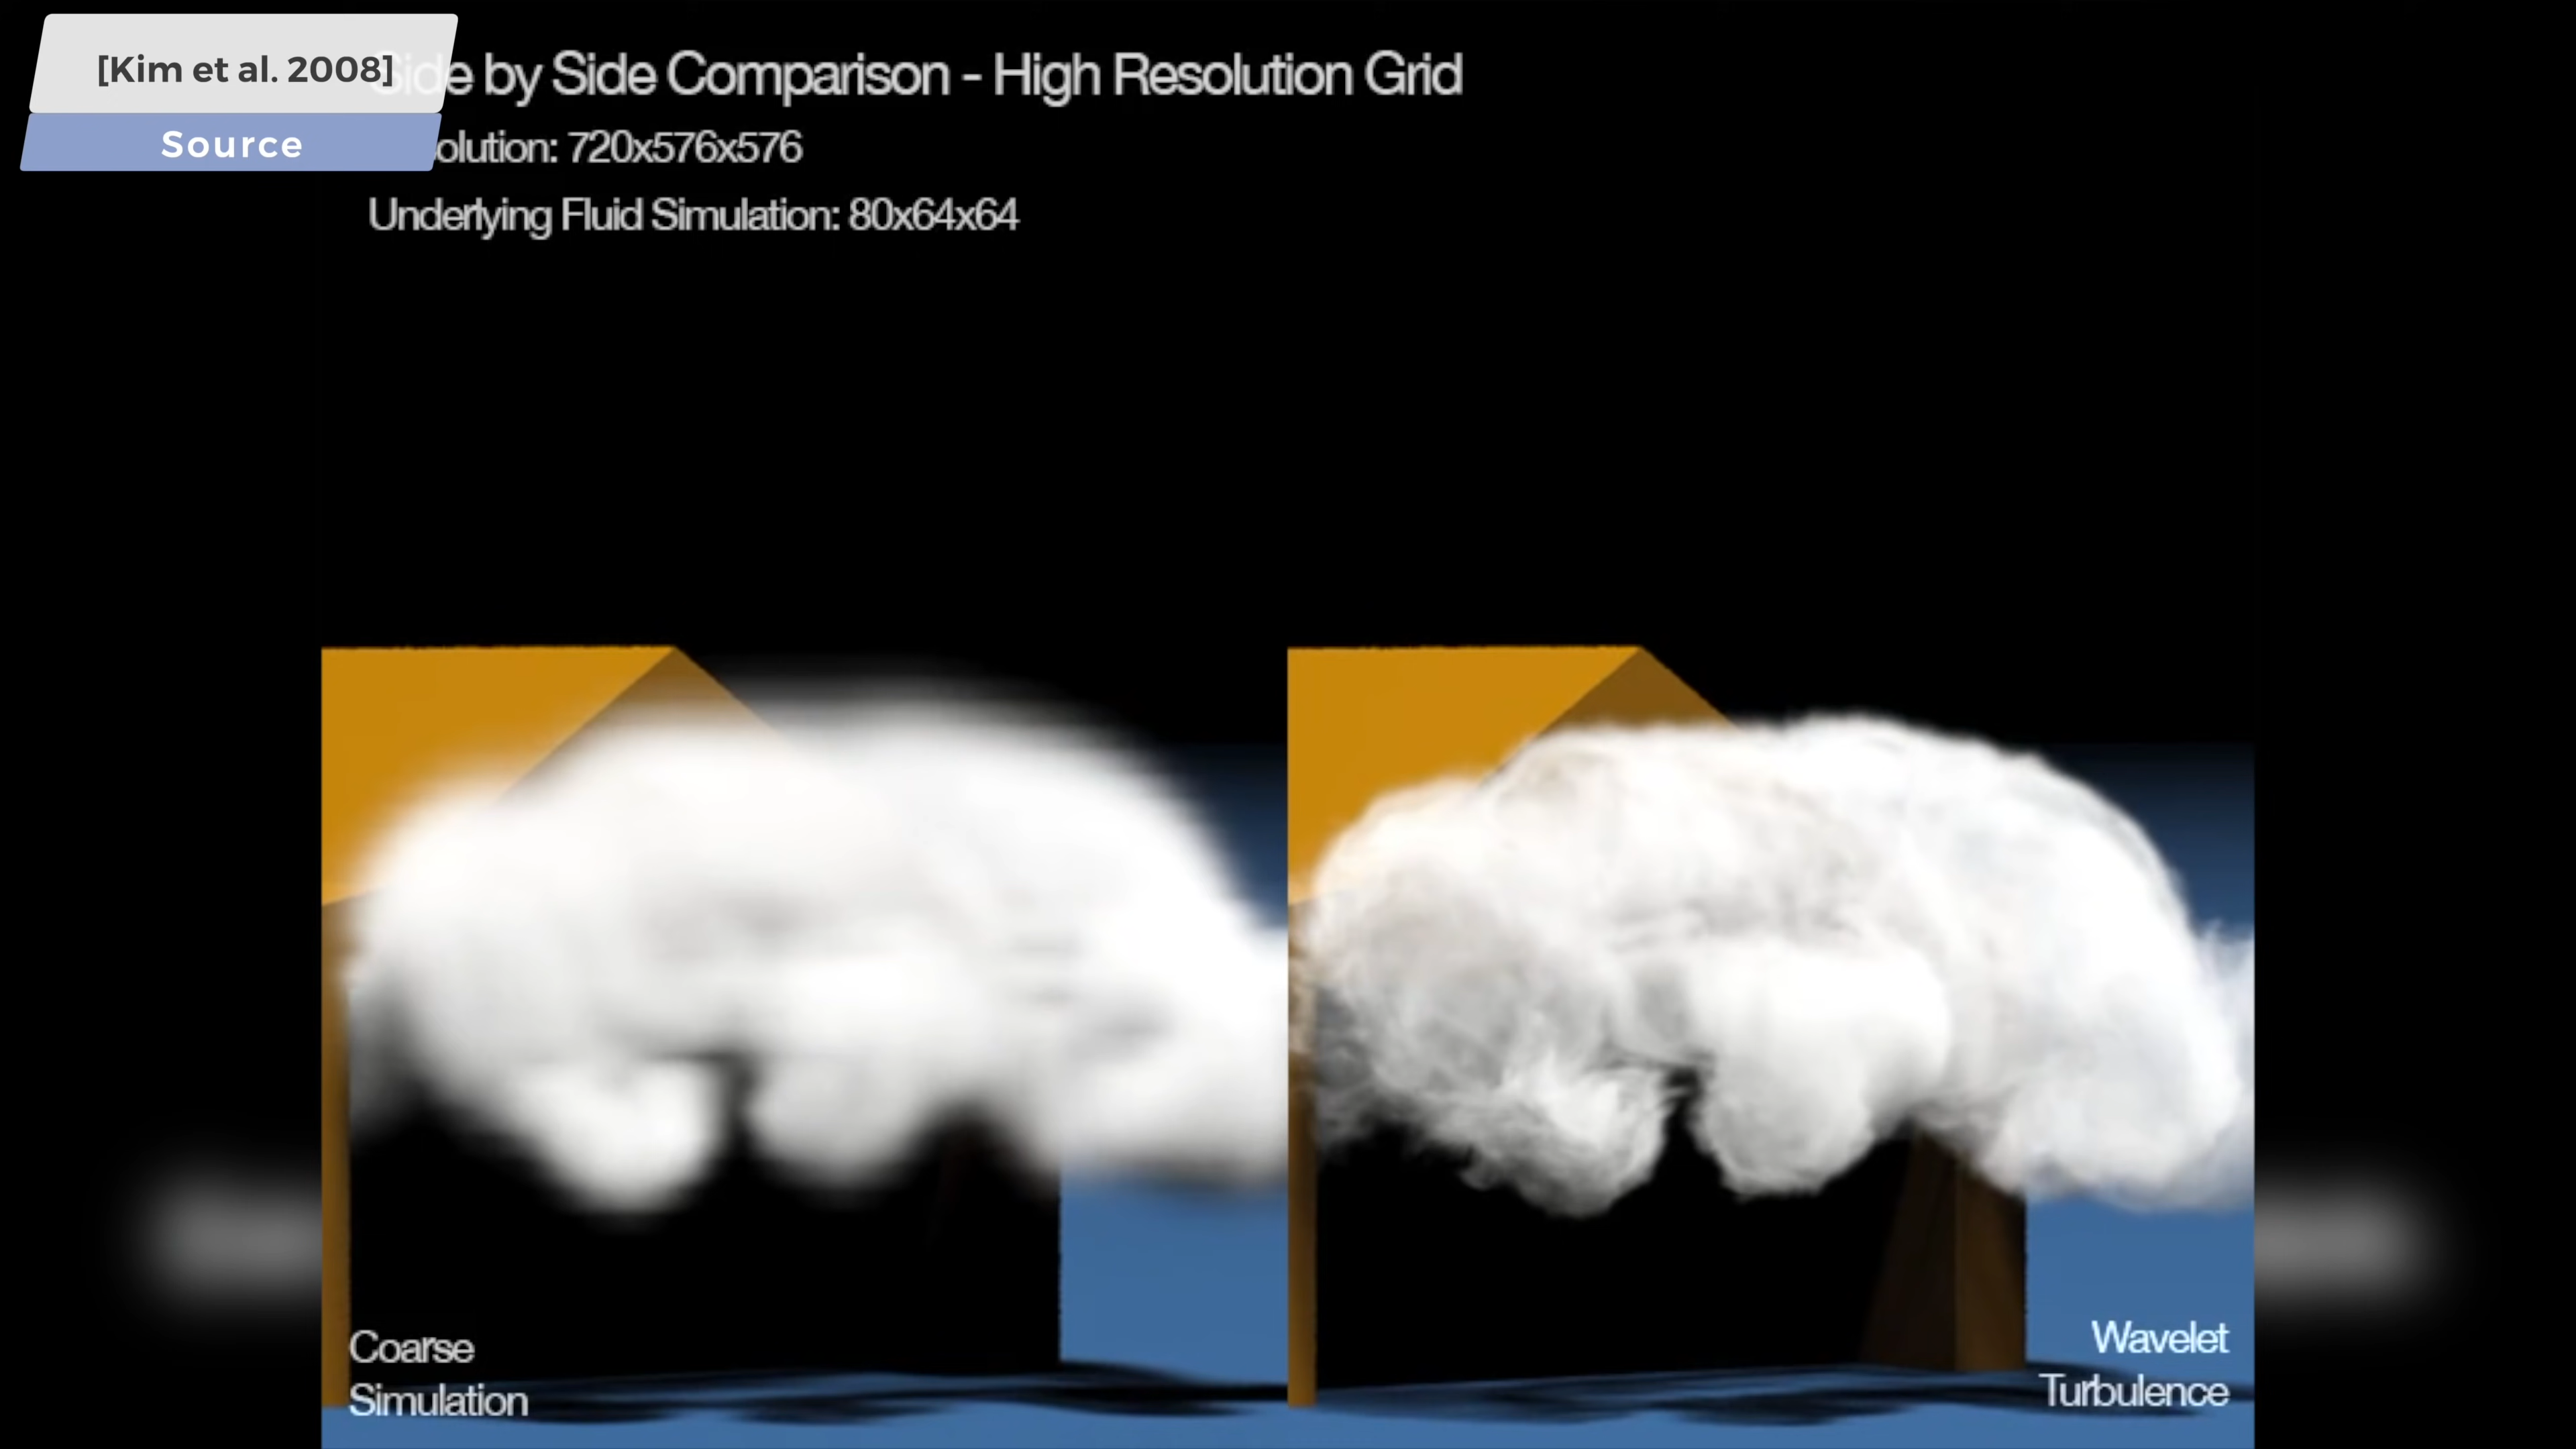 [Kim et al. 2008]
Source
Side by Side Comparison - High Resolution Grid
olution: 720x576x576
Underlying Fluid Simulation: 80x64x64
Coarse
Simulation
Wavelet
Turbulence